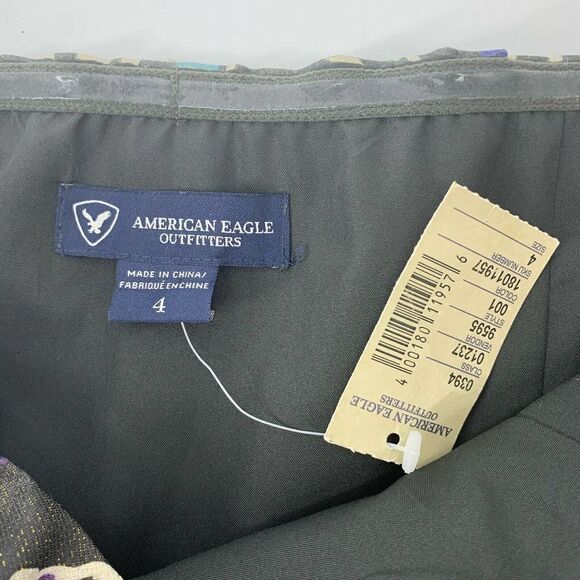 AMERICAN EAGLE
OUTFITTERS
MADE IN CHINA/
FABRIQUÉ EN CHINE
4
AMERICAN EAGLE
OUTFITTERS
4 00180 11957 6
CLASS VENDOR STYLE COLOR
0394 01237 9595 001
SKU NUMBER SIZE
18011957 4